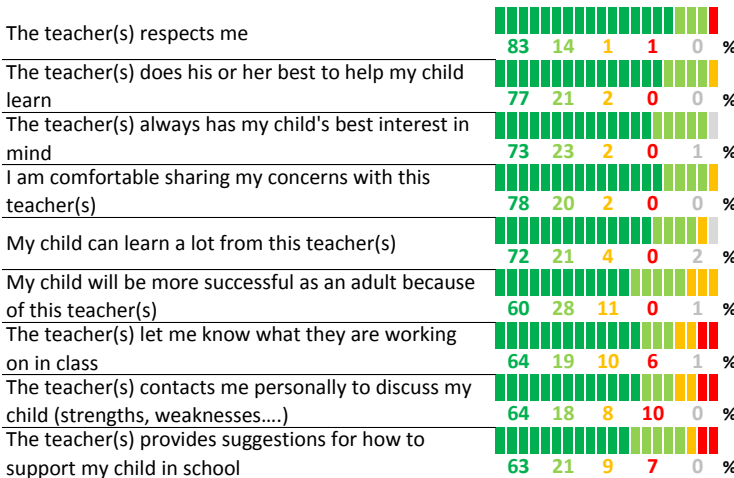 The teacher(s) respects me
83 14 1 1 0 %
The teacher(s) does his or her best to help my child
learn
77 21 2 0 0 %
The teacher(s) always has my child's best interest in
mind
73 23 2 0 1 %
I am comfortable sharing my concerns with this
teacher(s)
78 20 2 0 0 %
My child can learn a lot from this teacher(s)
72 21 4 0 2 %
My child will be more successful as an adult because
of this teacher(s)
60 28 11 0 1 %
The teacher(s) let me know what they are working
on in class
64 19 10 6 1 %
The teacher(s) contacts me personally to discuss my
child (strengths, weaknesses....)
64 18 8 10 0 %
The teacher(s) provides suggestions for how to
support my child in school
63 21 9 7 0 %